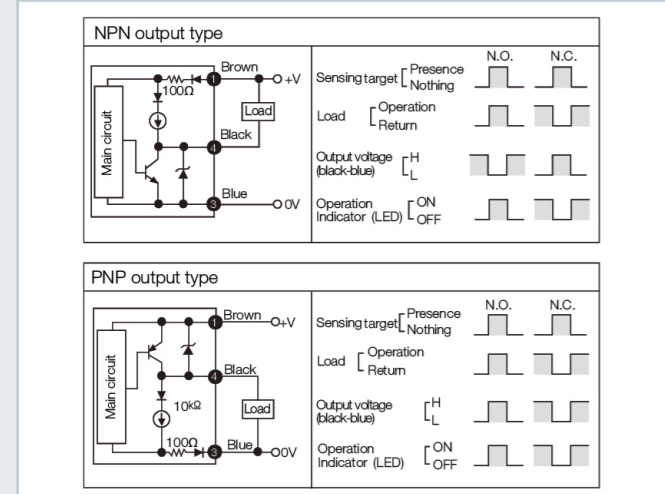 NPN output type
Brown
+V
100Ω
Load
Black
Main circuit
Blue
0V
1
4
3
N.O. N.C.
Sensing target Presence
Nothing
Load Operation
Return
Output voltage H
(black-blue) L
Operation ON
Indicator (LED) OFF
PNP output type
Brown
+V
Black
Main circuit
10kΩ
Load
100Ω
Blue
0V
1
4
3
N.O. N.C.
Sensing target Presence
Nothing
Load Operation
Return
Output voltage H
(black-blue) L
Operation ON
Indicator (LED) OFF